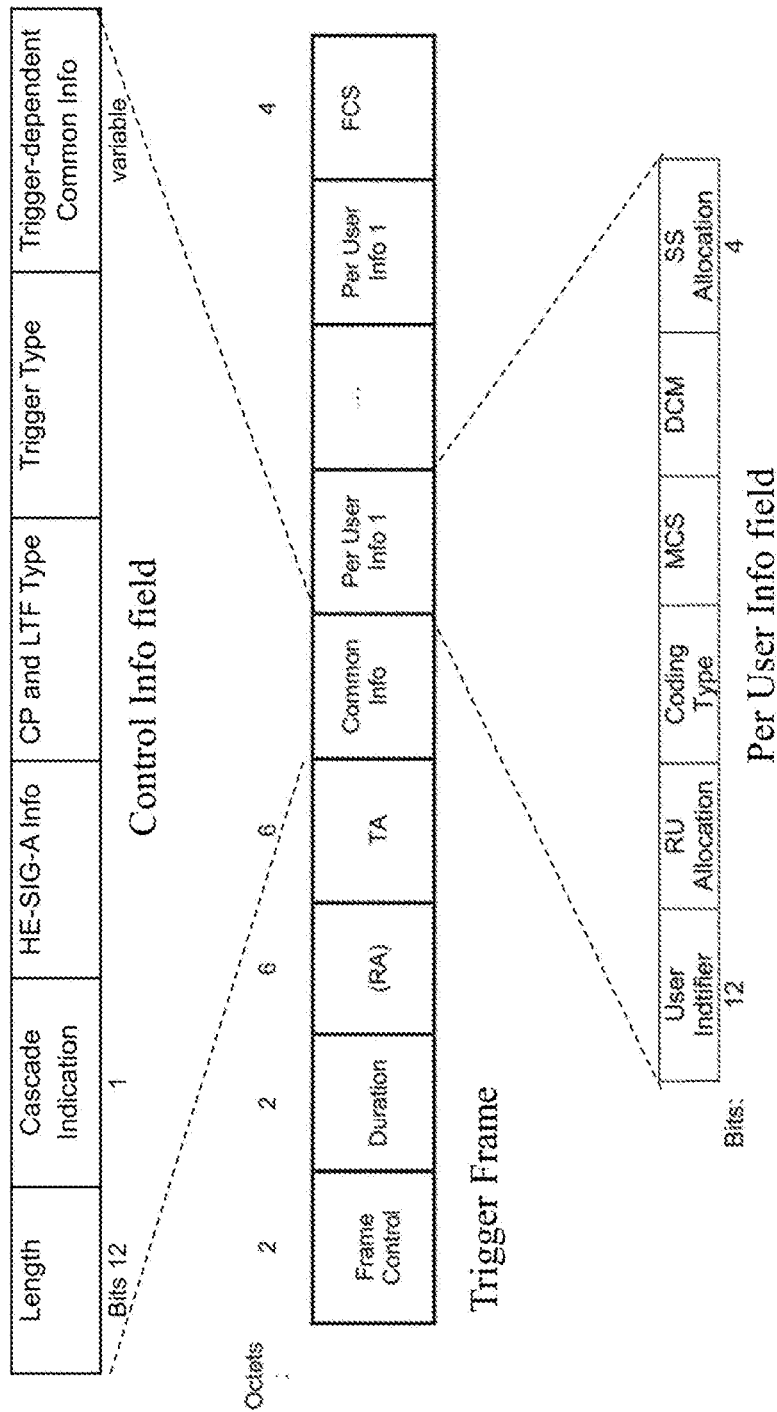 Length
Cascade
Indication
HE-SIG-A Info
CP and LTF Type
Trigger Type
Trigger-dependent
Common Info
Bits 12
1
variable
Control Info field
Octets
:
2
2
6
6
4
Frame
Control
Duration
(RA)
TA
Common
Info
Per User
Info 1
...
Per User
Info 1
FCS
Trigger Frame
User
Indtifier
RU
Allocation
Coding
Type
MCS
DCM
SS
Allocation
Bits:
12
4
Per User Info field